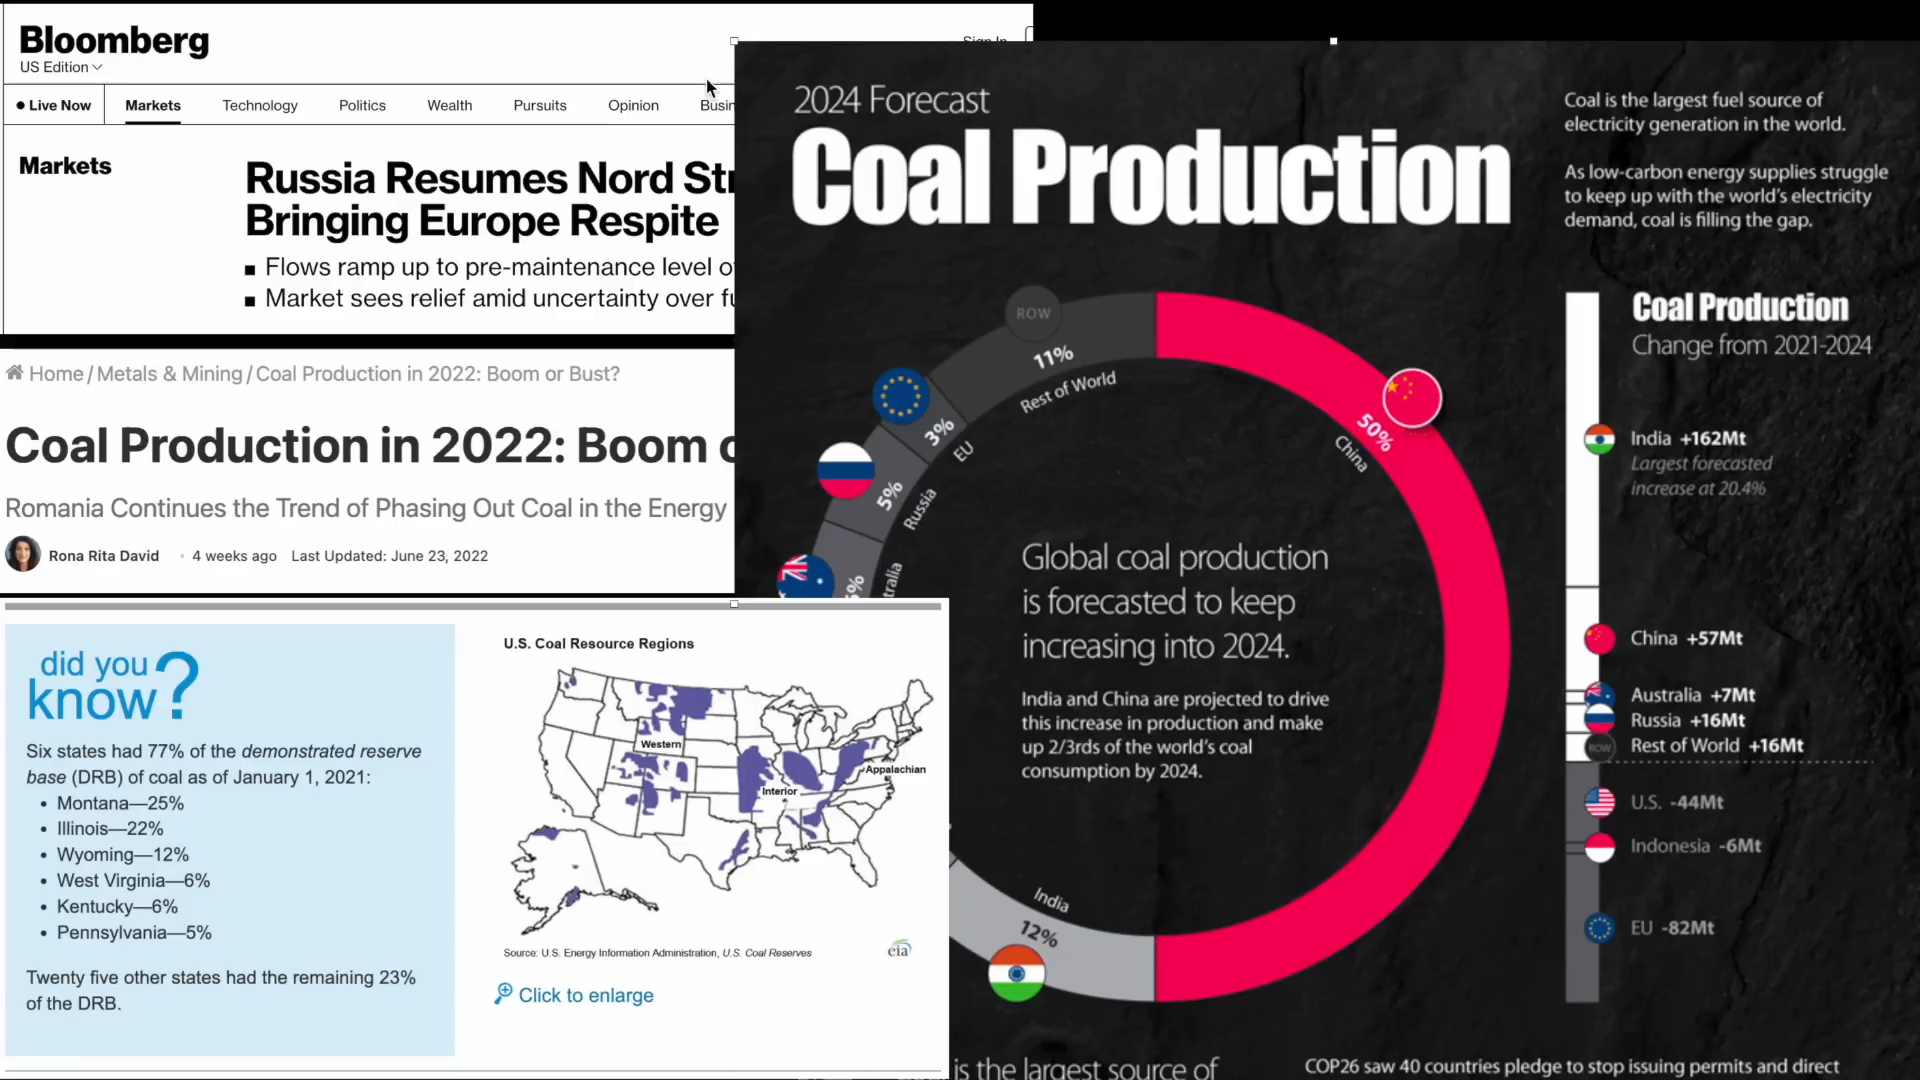 Bloomberg
US Edition
Live Now
Markets
Technology
Politics
Wealth
Pursuits
Opinion
Markets
Russia Resumes Nord
Bringing Europe Respite
Flows ramp up to pre-maintenance level
Market sees relief amid uncertainty over
Home / Metals & Mining / Coal Production in 2022: Boom or Bust?
Coal Production in 2022: Boom
Romania Continues the Trend of Phasing Out Coal in the Energy
Rona Rita David
4 weeks ago
Last Updated: June 23, 2022
did you
know?
Six states had 77% of the demonstrated reserve
base (DRB) of coal as of January 1, 2021:
• Montana—25%
• Illinois—22%
• Wyoming—12%
• West Virginia—6%
• Kentucky—6%
• Pennsylvania—5%
Twenty five other states had the remaining 23%
of the DRB.
U.S. Coal Resource Regions
Western
Appalachian
Interior
Source: U.S. Energy Information Administration, U.S. Coal Reserves
eia
Click to enlarge
2024 Forecast
Coal Production
ROW
11%
Rest of World
3%
EU
5%
Russia
50%
China
India
12%
Global coal production
is forecasted to keep
increasing into 2024.
India and China are projected to drive
this increase in production and make
up 2/3rds of the world's coal
consumption by 2024.
Coal is the largest fuel source of
electricity generation in the world.
As low-carbon energy supplies struggle
to keep up with the world's electricity
demand, coal is filling the gap.
Coal Production
Change from 2021-2024
India +162Mt
Largest forecasted
increase at 20.4%
China +57Mt
Australia +7Mt
Russia +16Mt
ROW
Rest of World +16Mt
U.S. -44Mt
Indonesia -6Mt
EU -82Mt
is the largest source of
COP26 saw 40 countries pledge to stop issuing permits and direct